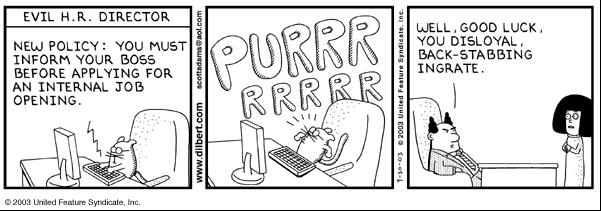 EVIL H.R. DIRECTOR
NEW POLICY: YOU MUST
INFORM YOUR BOSS
BEFORE APPLYING FOR
AN INTERNAL JOB
OPENING.
www.dilbert.com
scottadams@aol.com
PURRR
RRRRR
9-30-03 © 2003 United Feature Syndicate, Inc.
WELL, GOOD LUCK,
YOU DISLOYAL,
BACK-STABBING
INGRATE.
© 2003 United Feature Syndicate, Inc.